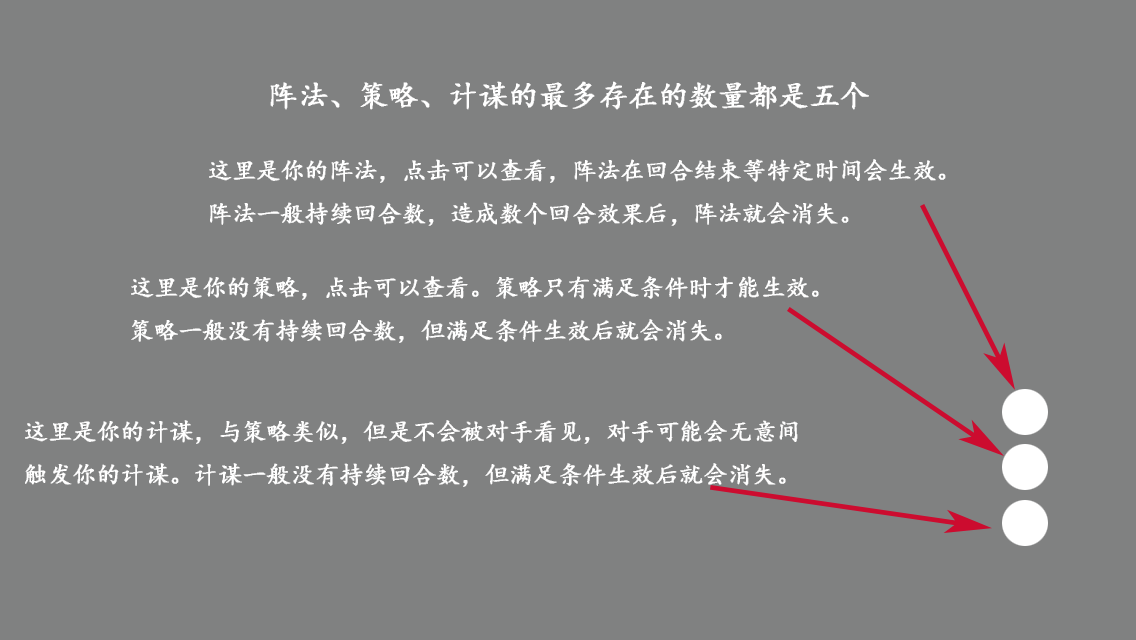 阵法、策略、计谋的最多存在的数量都是五个
这里是你的阵法，点击可以查看，阵法在回合结束等特定时间会生效。
阵法一般持续回合数，造成数个回合效果后，阵法就会消失。
这里是你的策略，点击可以查看。策略只有满足条件时才能生效。
策略一般没有持续回合数，但满足条件生效后就会消失。
这里是你的计谋，与策略类似，但是不会被对手看见，对手可能会无意间
触发你的计谋。计谋一般没有持续回合数，但满足条件生效后就会消失。